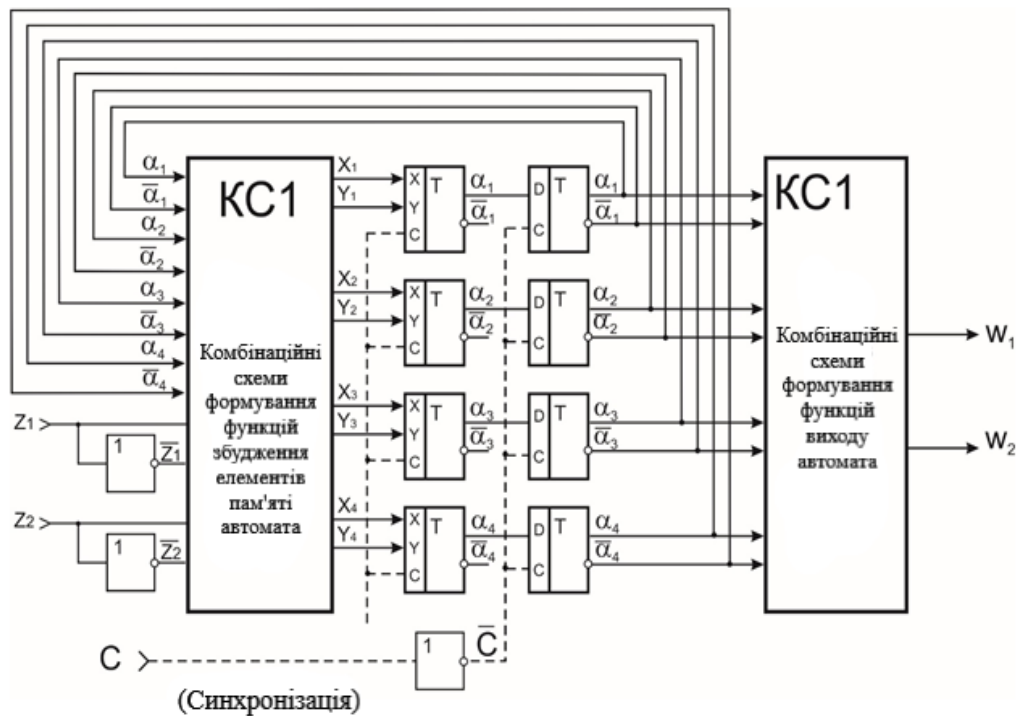 α₁
ᾱ₁
α₂
ᾱ₂
α₃
ᾱ₃
α₄
ᾱ₄
Z1
1
Z̅1̅
Z2
1
Z̅2̅
КС1
Комбінаційні
схеми
формування
функцій
збудження
елементів
пам'яті
автомата
X₁
Y₁
X
Y
C
T
α₁
ᾱ₁
D
C
T
α₁
ᾱ₁
X₂
Y₂
X
Y
C
T
α₂
ᾱ₂
D
C
T
α₂
ᾱ₂
X₃
Y₃
X
Y
C
T
α₃
ᾱ₃
D
C
T
α₃
ᾱ₃
X₄
Y₄
X
Y
C
T
α₄
ᾱ₄
D
C
T
α₄
ᾱ₄
КС1
Комбінаційні
схеми
формування
функцій
виходу
автомата
W₁
W₂
C
1
C̅
(Синхронізація)